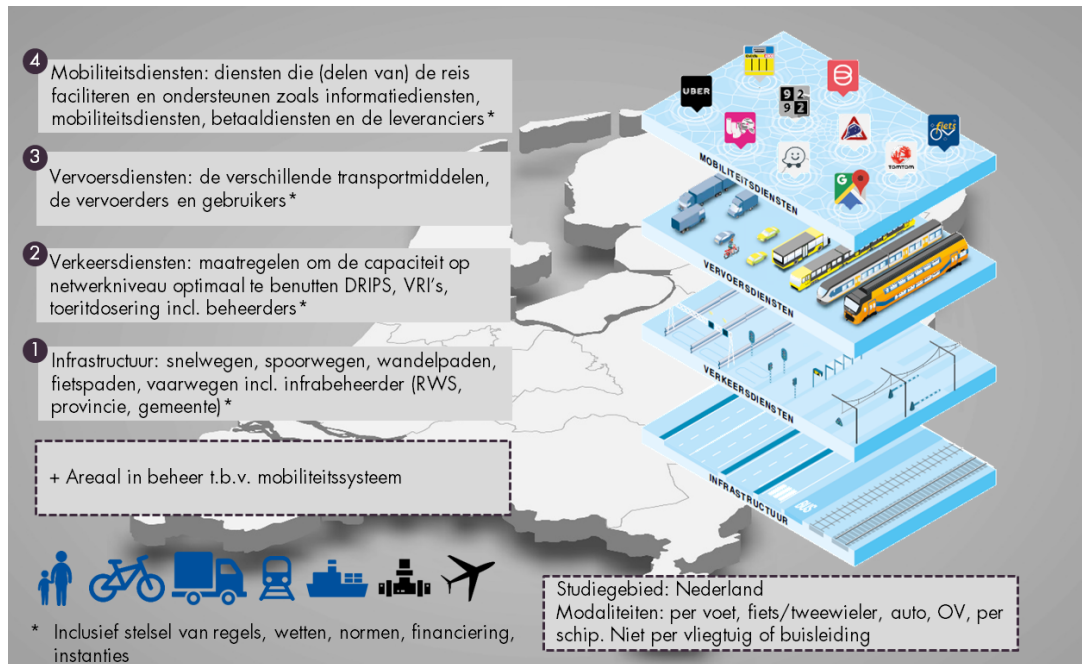 4
Mobiliteitsdiensten: diensten die (delen van) de reis
faciliteren en ondersteunen zoals informatiediensten,
mobiliteitsdiensten, betaaldiensten en de leveranciers*
3
Vervoersdiensten: de verschillende transportmiddelen,
de vervoerders en gebruikers*
2
Verkeersdiensten: maatregelen om de capaciteit op
netwerkniveau optimaal te benutten DRIPS, VRI's,
toeritdosering incl. beheerders*
1
Infrastructuur: snelwegen, spoorwegen, wandelpaden,
fietspaden, vaarwegen incl. infrabeheerder (RWS,
provincie, gemeente)*
+ Areaal in beheer t.b.v. mobiliteitssysteem
* Inclusief stelsel van regels, wetten, normen, financiering,
instanties
UBER
9 2
9 2
fiets
TOMTOM
G
MOBILITEITSDIENSTEN
VERVOERSDIENSTEN
VERKEERSDIENSTEN
INFRASTRUCTUUR
BUS
Studiegebied: Nederland
Modaliteiten: per voet, fiets/tweewieler, auto, OV, per
schip. Niet per vliegtuig of buisleiding